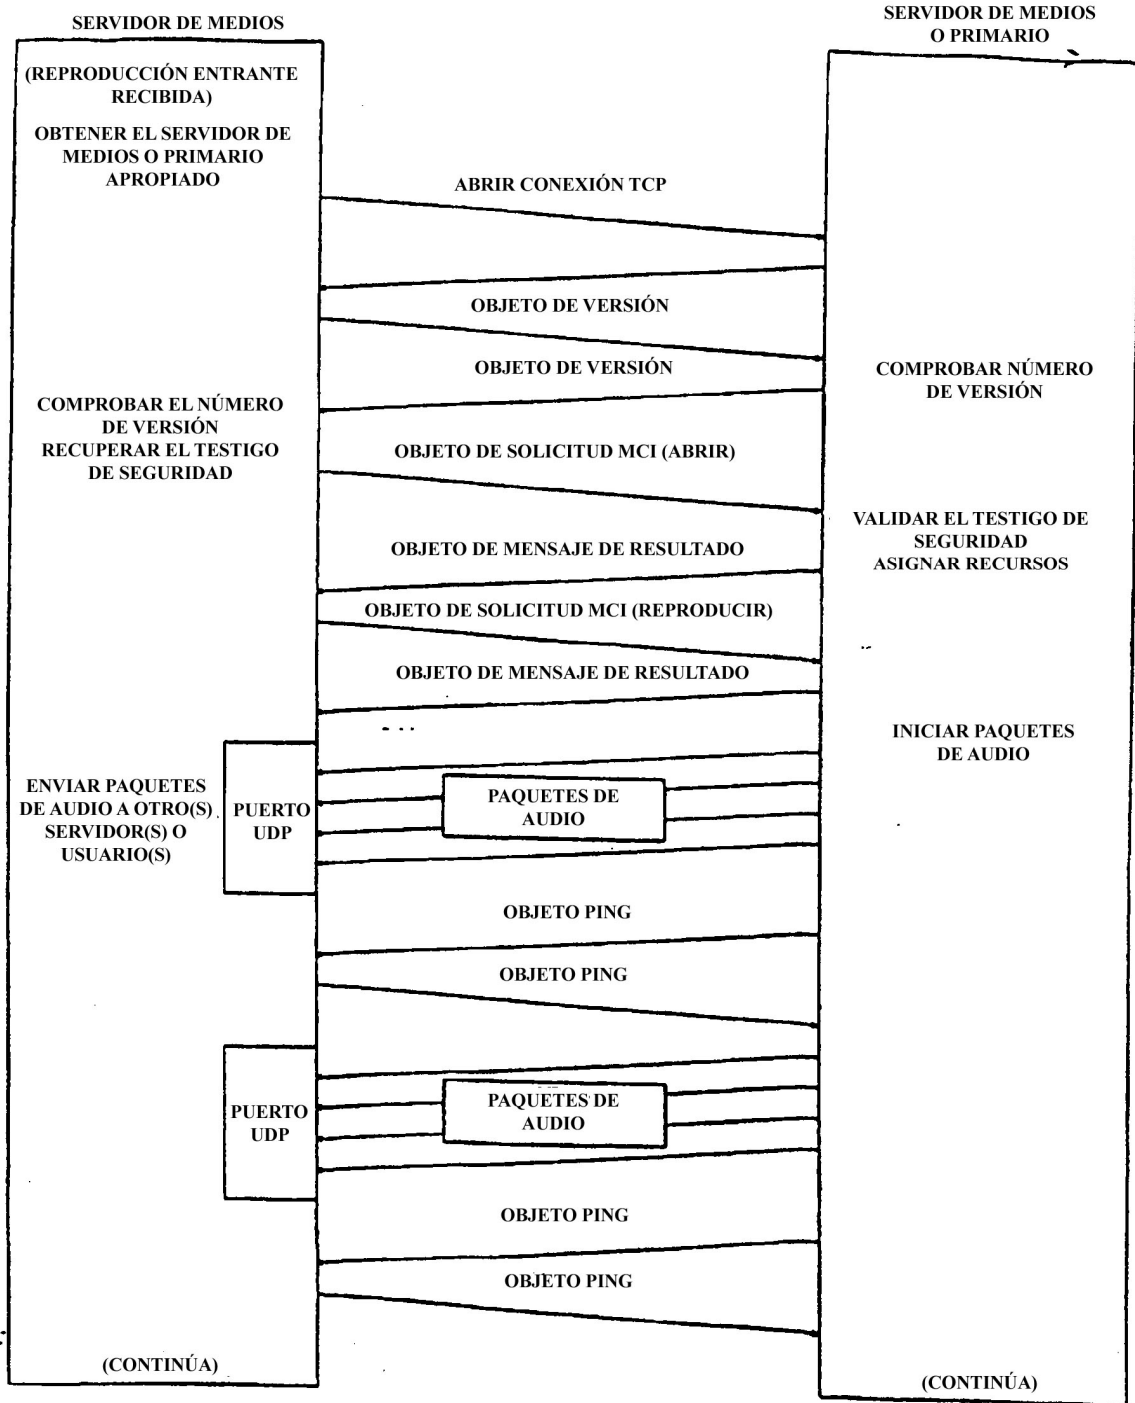 SERVIDOR DE MEDIOS
SERVIDOR DE MEDIOS
O PRIMARIO
(REPRODUCCIÓN ENTRANTE
RECIBIDA)
OBTENER EL SERVIDOR DE
MEDIOS O PRIMARIO
APROPIADO
ABRIR CONEXIÓN TCP
OBJETO DE VERSIÓN
OBJETO DE VERSIÓN
COMPROBAR NÚMERO
DE VERSIÓN
COMPROBAR EL NÚMERO
DE VERSIÓN
RECUPERAR EL TESTIGO
DE SEGURIDAD
OBJETO DE SOLICITUD MCI (ABRIR)
VALIDAR EL TESTIGO DE
SEGURIDAD
ASIGNAR RECURSOS
OBJETO DE MENSAJE DE RESULTADO
OBJETO DE SOLICITUD MCI (REPRODUCIR)
OBJETO DE MENSAJE DE RESULTADO
INICIAR PAQUETES
DE AUDIO
ENVIAR PAQUETES
DE AUDIO A OTRO(S)
SERVIDOR(S) O
USUARIO(S)
PUERTO
UDP
PAQUETES DE
AUDIO
OBJETO PING
OBJETO PING
PUERTO
UDP
PAQUETES DE
AUDIO
OBJETO PING
OBJETO PING
(CONTINÚA)
(CONTINÚA)